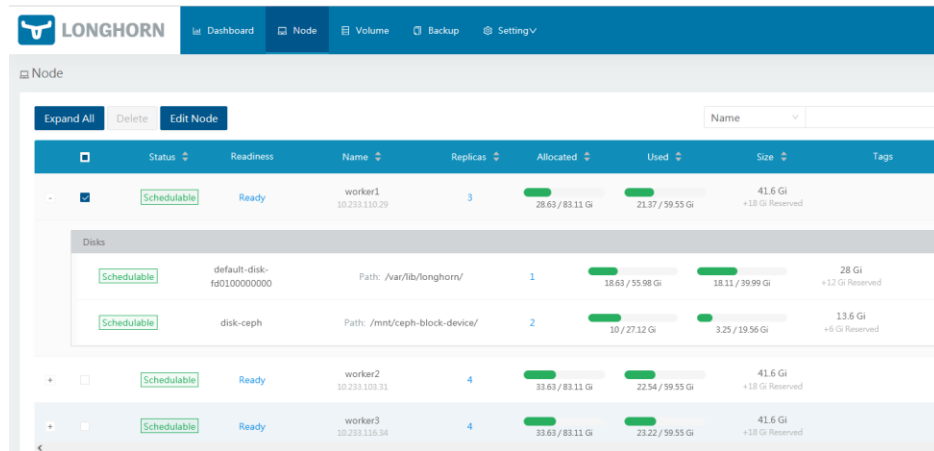 LONGHORN Dashboard Node Volume Backup Setting
Node
Expand All Delete Edit Node Name
Status Readiness Name Replicas Allocated Used Size Tags
- Schedulable Ready worker1 3 28.63 / 83.11 Gi 21.37 / 59.55 Gi 41.6 Gi
10.233.110.29 +18 Gi Reserved
Disks
Schedulable default-disk- Path: /var/lib/longhorn/ 1 18.63 / 55.98 Gi 18.11 / 39.99 Gi 28 Gi
fd0100000000 +12 Gi Reserved
Schedulable disk-ceph Path: /mnt/ceph-block-device/ 2 10 / 27.12 Gi 3.25 / 19.56 Gi 13.6 Gi
+6 Gi Reserved
+ Schedulable Ready worker2 4 33.63 / 83.11 Gi 22.54 / 59.55 Gi 41.6 Gi
10.233.103.31 +18 Gi Reserved
+ Schedulable Ready worker3 4 33.63 / 83.11 Gi 23.22 / 59.55 Gi 41.6 Gi
10.233.116.34 +18 Gi Reserved